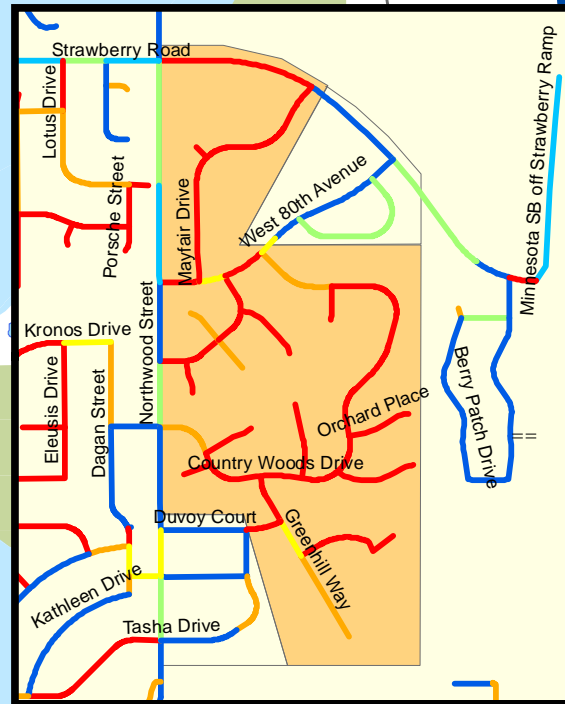 Strawberry Road
Lotus Drive
Porsche Street
Mayfair Drive
West 80th Avenue
Minnesota SB off Strawberry Ramp
Northwood Street
Kronos Drive
Eleusis Drive
Dagan Street
Orchard Place
Berry Patch Drive
Country Woods Drive
Duvoy Court
Greenhill Way
Kathleen Drive
Tasha Drive